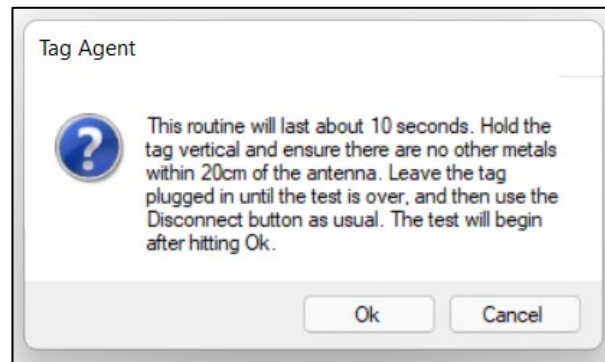 Tag Agent
This routine will last about 10 seconds. Hold the
tag vertical and ensure there are no other metals
within 20cm of the antenna. Leave the tag
plugged in until the test is over, and then use the
Disconnect button as usual. The test will begin
after hitting Ok.
Ok
Cancel